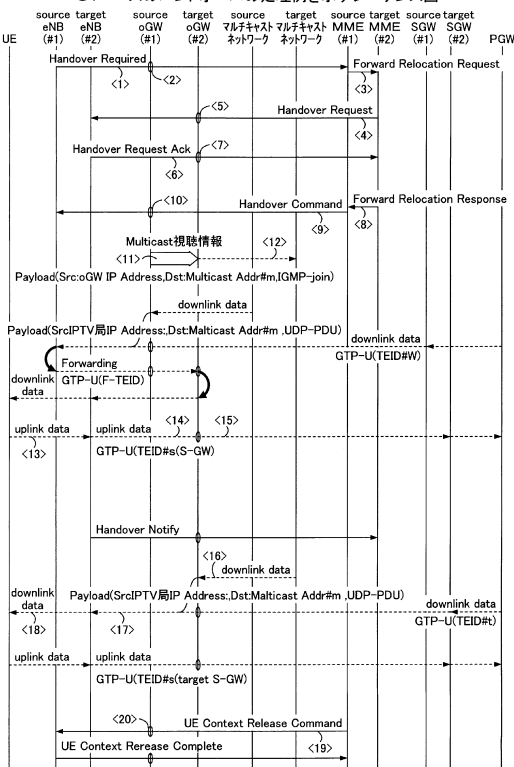 source target source target source target source target source target
eNB eNB oGW oGW マルチキャスト マルチキャスト MME MME SGW SGW
UE (#1) (#2) (#1) (#2) ネットワーク ネットワーク (#1) (#2) (#1) (#2) PGW
Handover Required
<1>
<2>
Forward Relocation Request
<3>
<5>
Handover Request
<4>
Handover Request Ack
<7>
<6>
<10>
Handover Command
<9>
Forward Relocation Response
<8>
Multicast視聴情報
<11>
<12>
Payload(Src:oGW IP Address,Dst:Multicast Addr#m,IGMP-join)
downlink data
Payload(SrcIPTV局IP Address:,Dst:Malticast Addr#m ,UDP-PDU)
downlink data
GTP-U(TEID#W)
Forwarding
GTP-U(F-TEID)
downlink
data
uplink data
<13>
uplink data
<14>
<15>
GTP-U(TEID#s(S-GW)
Handover Notify
<16>
downlink data
downlink
data
Payload(SrcIPTV局IP Address:,Dst:Malticast Addr#m ,UDP-PDU)
downlink data
<18>
<17>
GTP-U(TEID#t)
uplink data
uplink data
GTP-U(TEID#s(target S-GW)
<20>
UE Context Rellease Command
<19>
UE Context Rerease Complete